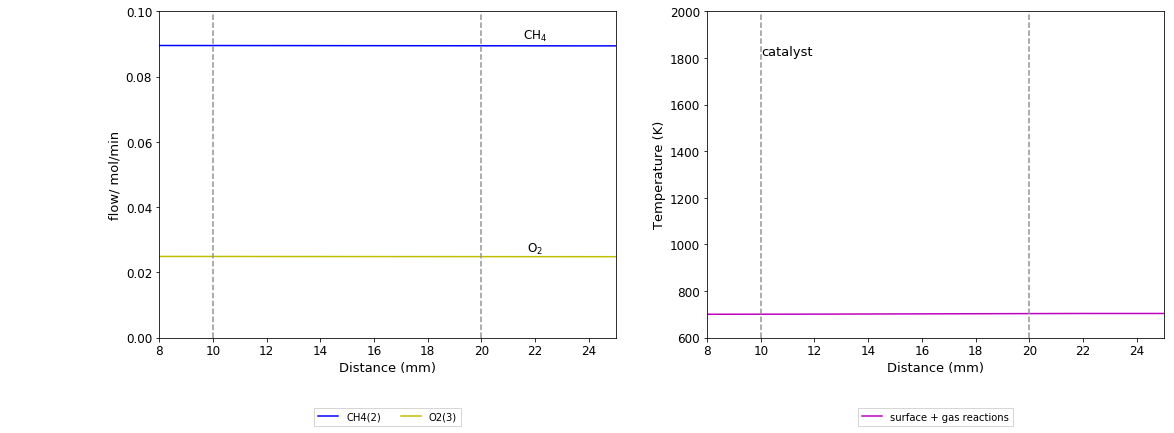 0.10
0.08
0.06
0.04
0.02
0.00
flow/ mol/min
CH₄
O₂
8 10 12 14 16 18 20 22 24
Distance (mm)
CH4(2) O2(3)
2000
1800
1600
1400
1200
1000
800
600
Temperature (K)
catalyst
8 10 12 14 16 18 20 22 24
Distance (mm)
surface + gas reactions